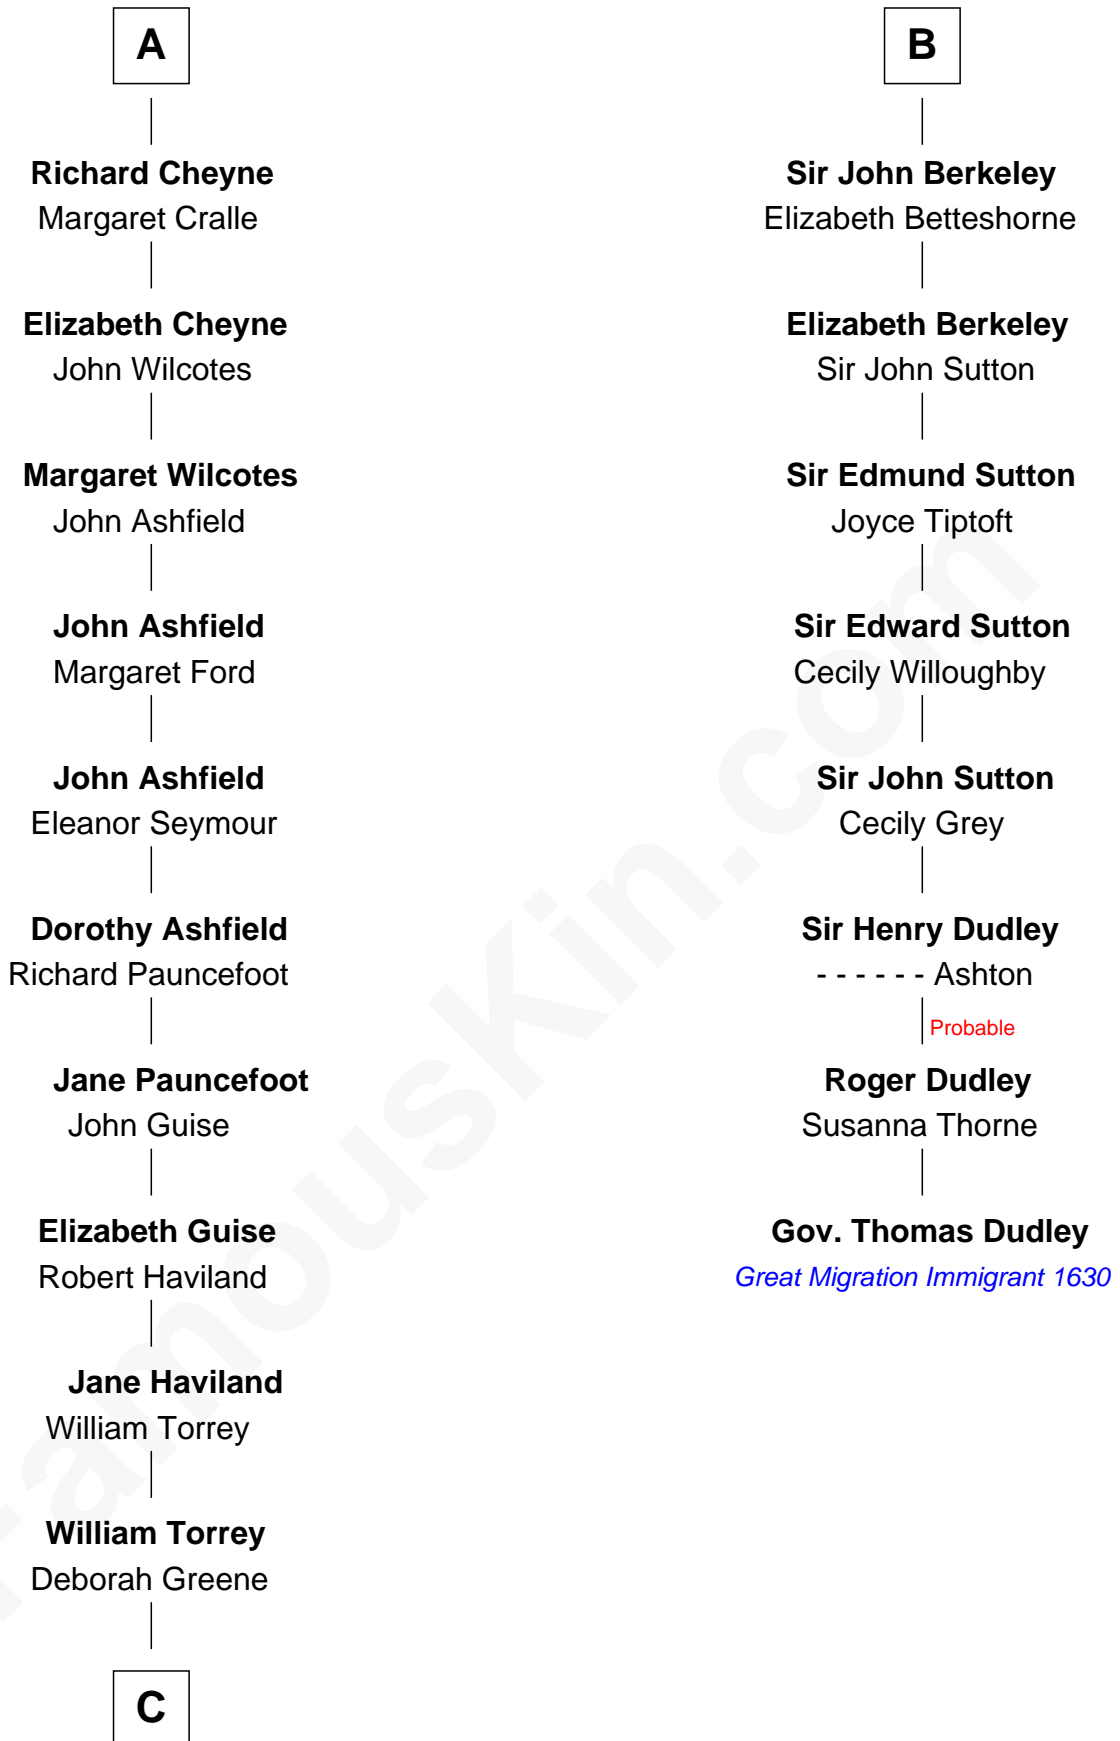 A
Richard Cheyne
Margaret Cralle
Elizabeth Cheyne
John Wilcotes
Margaret Wilcotes
John Ashfield
John Ashfield
Margaret Ford
John Ashfield
Eleanor Seymour
Dorothy Ashfield
Richard Pauncefoot
Jane Pauncefoot
John Guise
Elizabeth Guise
Robert Haviland
Jane Haviland
William Torrey
William Torrey
Deborah Greene
C
B
Sir John Berkeley
Elizabeth Betteshorne
Elizabeth Berkeley
Sir John Sutton
Sir Edmund Sutton
Joyce Tiptoft
Sir Edward Sutton
Cecily Willoughby
Sir John Sutton
Cecily Grey
Sir Henry Dudley
- - - - - - Ashton
Probable
Roger Dudley
Susanna Thorne
Gov. Thomas Dudley
Great Migration Immigrant 1630
FamousKin.com